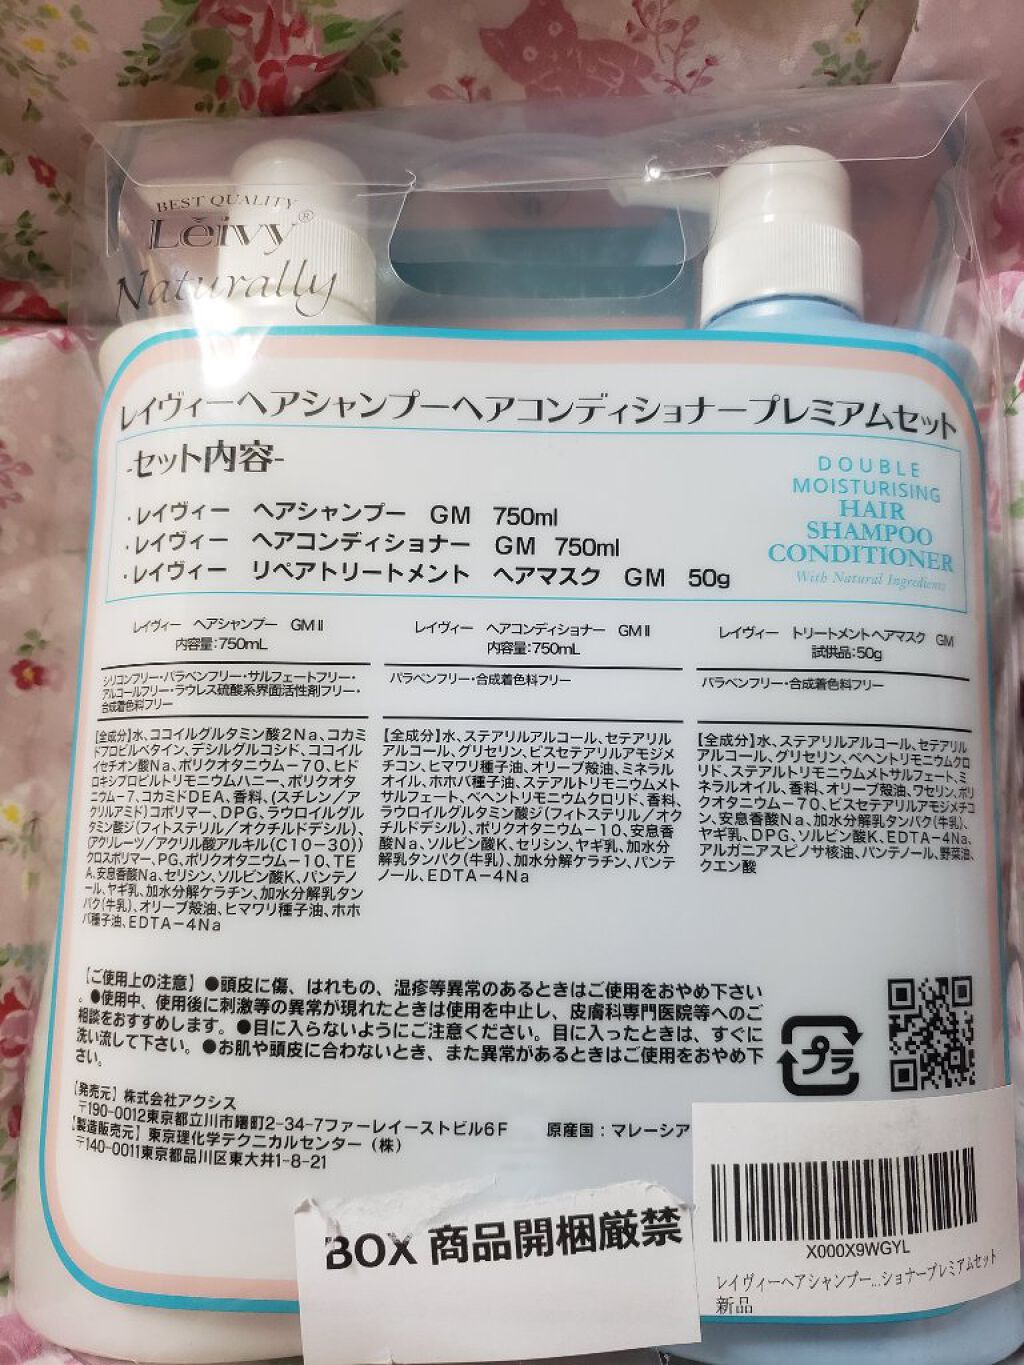 BEST QUALITY
Leivy®
Naturally
レイヴィーヘアシャンプーヘアコンディショナープレミアムセット
-セット内容-
・レイヴィー ヘアシャンプー GM 750ml
・レイヴィー ヘアコンディショナー GM 750ml
・レイヴィー リペアトリートメント ヘアマスク GM 50g
DOUBLE
MOISTURISING
HAIR
SHAMPOO
CONDITIONER
With Natural Ingredients
レイヴィー ヘアシャンプー GMⅡ
内容量:750mL
シリコンフリー・パラベンフリー・サルフェートフリー・
アルコールフリー・ラウレス硫酸系界面活性剤フリー・
合成着色料フリー
【全成分】水、ココイルグルタミン酸2Na、コカミ
ドプロピルベタイン、デシルグルコシド、ココイル
イセチオン酸Na、ポリクオタニウム-70、ヒド
ロキシプロピルトリモニウムハニー、ポリクオタ
ニウム-7、コカミドDEA、香料、(スチレン/ア
クリルアミド)コポリマー、DPG、ラウロイルグル
タミン酸ジ(フィトステリル/オクチルドデシル)、
(アクリレーツ/アクリル酸アルキル(C10-30))
クロスポリマー、PG、ポリクオタニウム-10、TE
A、安息香酸Na、セリシン、ソルビン酸K、パンテノ
ール、ヤギ乳、加水分解ケラチン、加水分解乳タン
パク(牛乳)、オリーブ殻油、ヒマワリ種子油、ホホ
バ種子油、EDTA-4Na
レイヴィー ヘアコンディショナー GMⅡ
内容量:750mL
パラベンフリー・合成着色料フリー
【全成分】水、ステアリルアルコール、セテアリル
アルコール、グリセリン、ビスセテアリルアモジメ
チコン、ヒマワリ種子油、オリーブ殻油、ミネラル
オイル、ホホバ種子油、ステアルトリモニウムメト
サルフェート、ベヘントリモニウムクロリド、香料、
ラウロイルグルタミン酸ジ(フィトステリル/オク
チルドデシル)、ポリクオタニウム-10、安息香
酸Na、ソルビン酸K、セリシン、ヤギ乳、加水分
解乳タンパク(牛乳)、加水分解ケラチン、パンテ
ノール、EDTA-4Na
レイヴィー トリートメントヘアマスク GM
試供品:50g
パラベンフリー・合成着色料フリー
【全成分】水、ステアリルアルコール、セテアリル
アルコール、グリセリン、ベヘントリモニウムクロ
リド、ステアルトリモニウムメトサルフェート、ミ
ネラルオイル、香料、オリーブ殻油、ワセリン、ポリ
クオタニウム-70、ビスセテアリルアモジメチコ
ン、安息香酸Na、加水分解乳タンパク(牛乳)、
ヤギ乳、DPG、ソルビン酸K、EDTA-4Na、
アルガニアスピノサ核油、パンテノール、野菜油、
クエン酸
【ご使用上の注意】●頭皮に傷、はれもの、湿疹等異常のあるときはご使用をおやめ下さい
。●使用中、使用後に刺激等の異常が現れたときは使用を中止し、皮膚科専門医院等へのご
相談をおすすめします。●目に入らないようにご注意ください。目に入ったときは、すぐに
洗い流して下さい。●お肌や頭皮に合わないとき、また異常があるときはご使用をおやめ下
さい。
プラ
【発売元】株式会社アクシス
〒190-0012東京都立川市曙町2-34-7ファーレイーストビル6F 原産国:マレーシア
【製造販売元】東京理化学テクニカルセンター(株)
〒140-0011東京都品川区東大井1-8-21
BOX 商品開梱厳禁
X000X9WGYL
レイヴィーヘアシャンプー...ショナープレミアムセット
新品